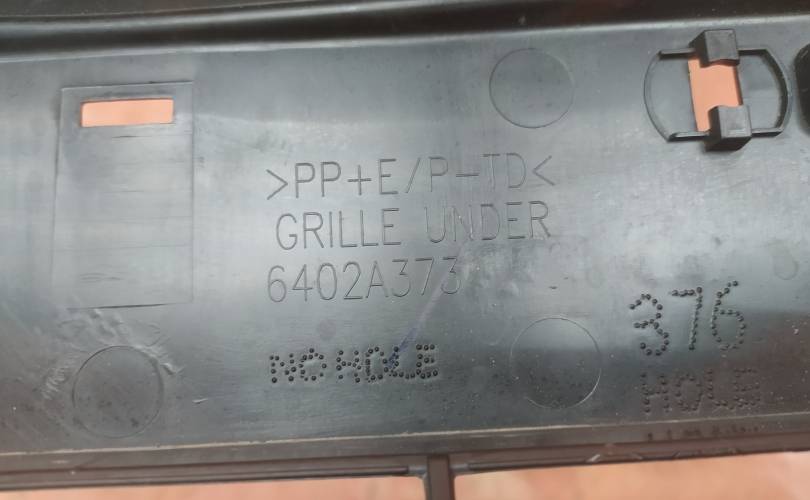 >PP+E/P-TD<
GRILLE UNDER
6402A373
NO HOLE
376
HOLE